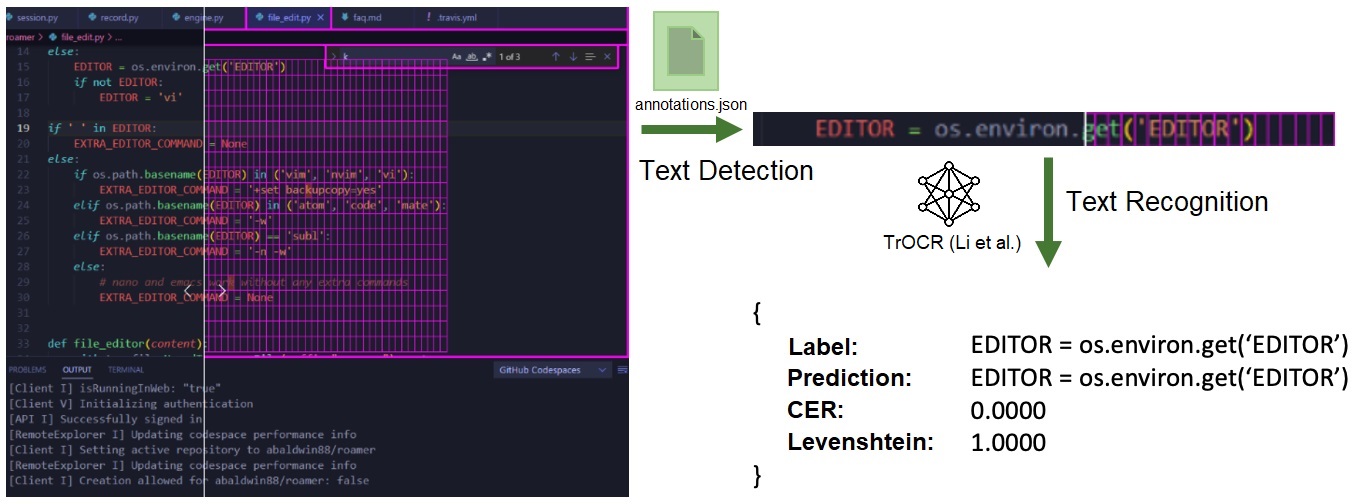 session.py record.py engine.py file_edit.py × faq.md ! .travis.yml
roamer > file_edit.py > ...
> k Aa ab .* 1 of 3
14 else:
15 EDITOR = os.environ.get('EDITOR')
16 if not EDITOR:
17 EDITOR = 'vi'
18
19 if ' ' in EDITOR:
20 EXTRA_EDITOR_COMMAND = None
21 else:
22 if os.path.basename(EDITOR) in ('vim', 'nvim', 'vi'):
23 EXTRA_EDITOR_COMMAND = '+set backupcopy=yes'
24 elif os.path.basename(EDITOR) in ('atom', 'code', 'mate'):
25 EXTRA_EDITOR_COMMAND = '-w'
26 elif os.path.basename(EDITOR) == 'subl':
27 EXTRA_EDITOR_COMMAND = '-n -w'
28 else:
29 # nano and emacs work without any extra commands
30 EXTRA_EDITOR_COMMAND = None
31
32
33 def file_editor(content):
PROBLEMS OUTPUT TERMINAL GitHub Codespaces
[Client I] isRunningInWeb: "true"
[Client V] Initializing authentication
[API I] Successfully signed in
[RemoteExplorer I] Updating codespace performance info
[Client I] Setting active repository to abaldwin88/roamer
[RemoteExplorer I] Updating codespace performance info
[Client I] Creation allowed for abaldwin88/roamer: false
annotations.json
Text Detection
EDITOR = os.environ.get('EDITOR')
TrOCR (Li et al.)
Text Recognition
{
Label: EDITOR = os.environ.get(‘EDITOR’)
Prediction: EDITOR = os.environ.get(‘EDITOR’)
CER: 0.0000
Levenshtein: 1.0000
}